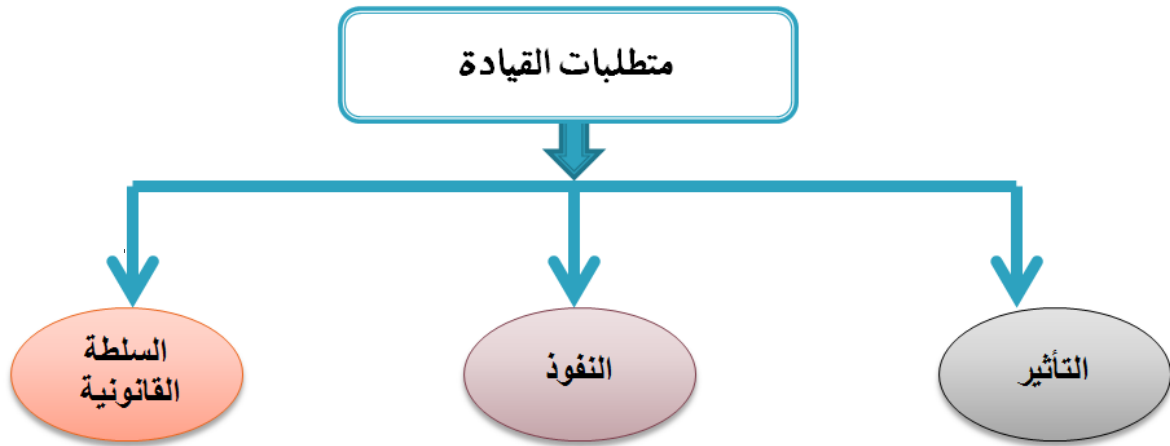 متطلبات القيادة
التأثير
النفوذ
السلطة
القانونية